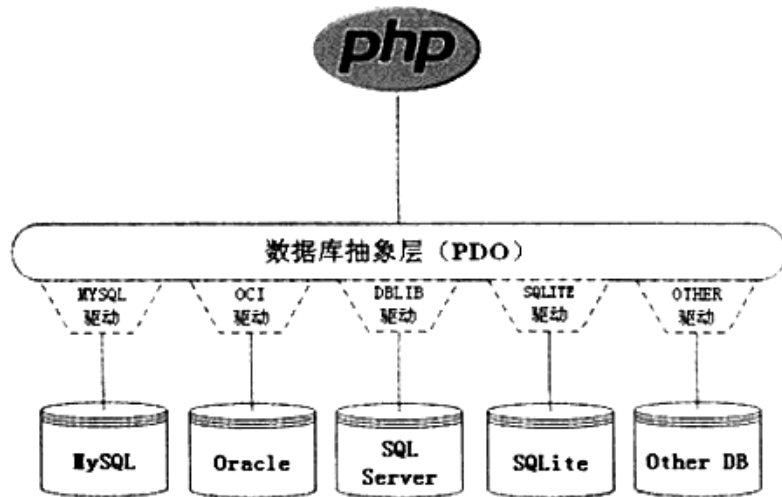 php
数据库抽象层（PDO）
MYSQL
驱动
OCI
驱动
DBLIB
驱动
SQLITE
驱动
OTHER
驱动
MySQL
Oracle
SQL
Server
SQLite
Other DB